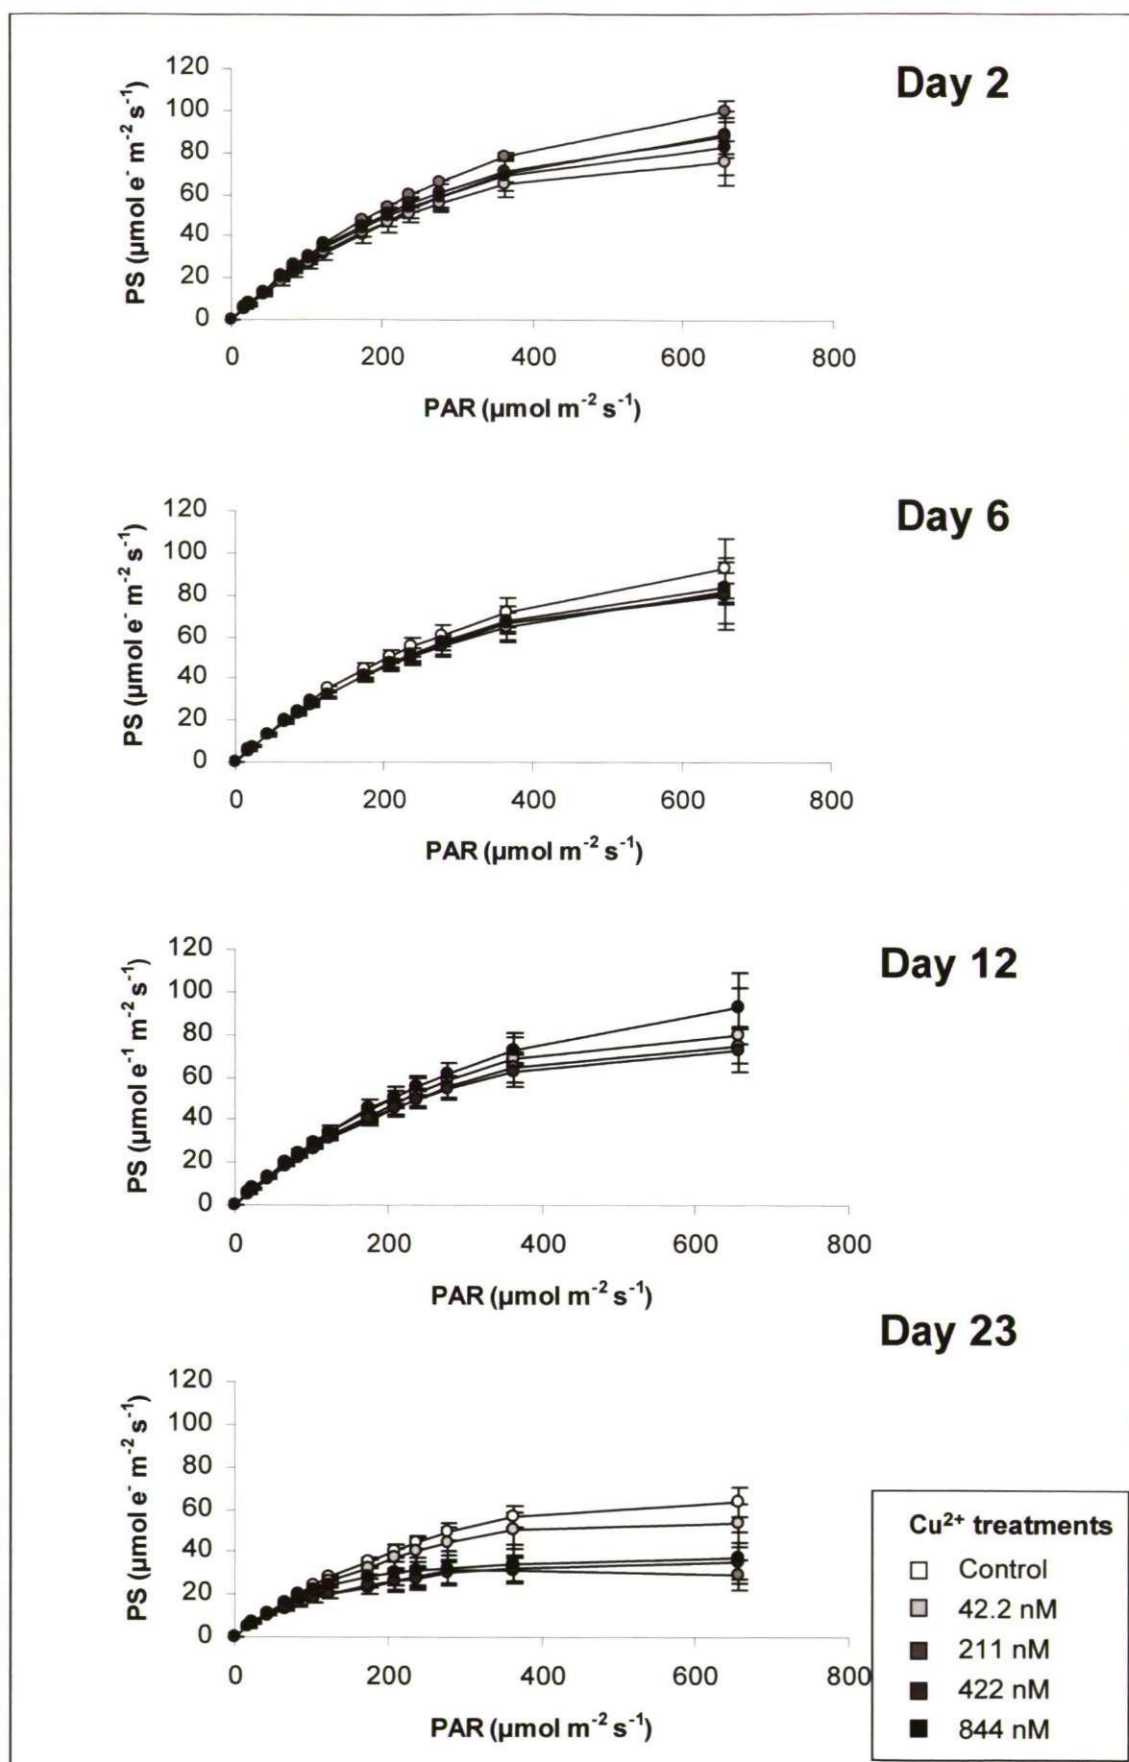 Day 2
PS (µmol e⁻ m⁻² s⁻¹)
120
100
80
60
40
20
0
0 200 400 600 800
PAR (µmol m⁻² s⁻¹)
Day 6
PS (µmol e⁻ m⁻² s⁻¹)
120
100
80
60
40
20
0
0 200 400 600 800
PAR (µmol m⁻² s⁻¹)
Day 12
PS (µmol e⁻¹ m⁻² s⁻¹)
120
100
80
60
40
20
0
0 200 400 600 800
PAR (µmol m⁻² s⁻¹)
Day 23
PS (µmol e⁻ m⁻² s⁻¹)
120
100
80
60
40
20
0
0 200 400 600 800
PAR (µmol m⁻² s⁻¹)
Cu²⁺ treatments
Control
42.2 nM
211 nM
422 nM
844 nM